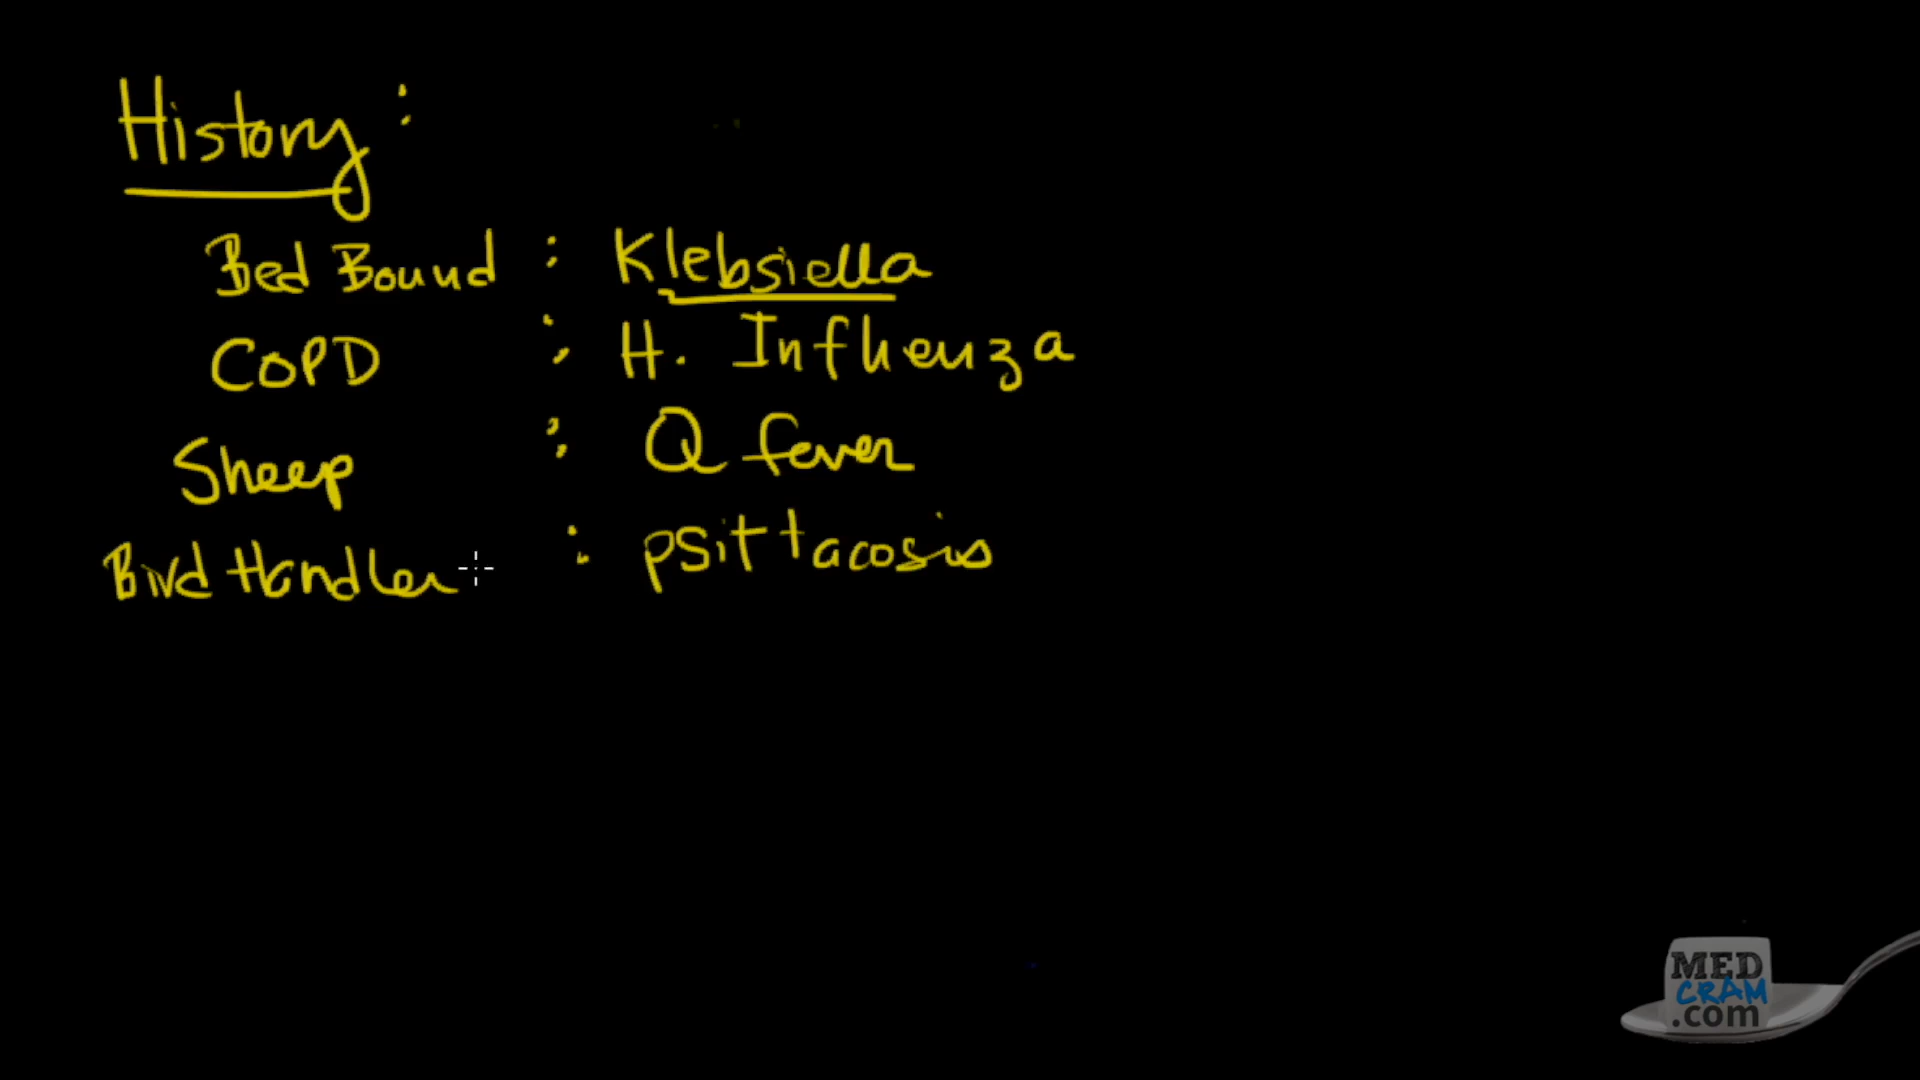 History:
Bed Bound : Klebsiella
COPD : H. Influenza
Sheep : Q fever
Bird Handler : psittacosis
MED
CRAM
.com